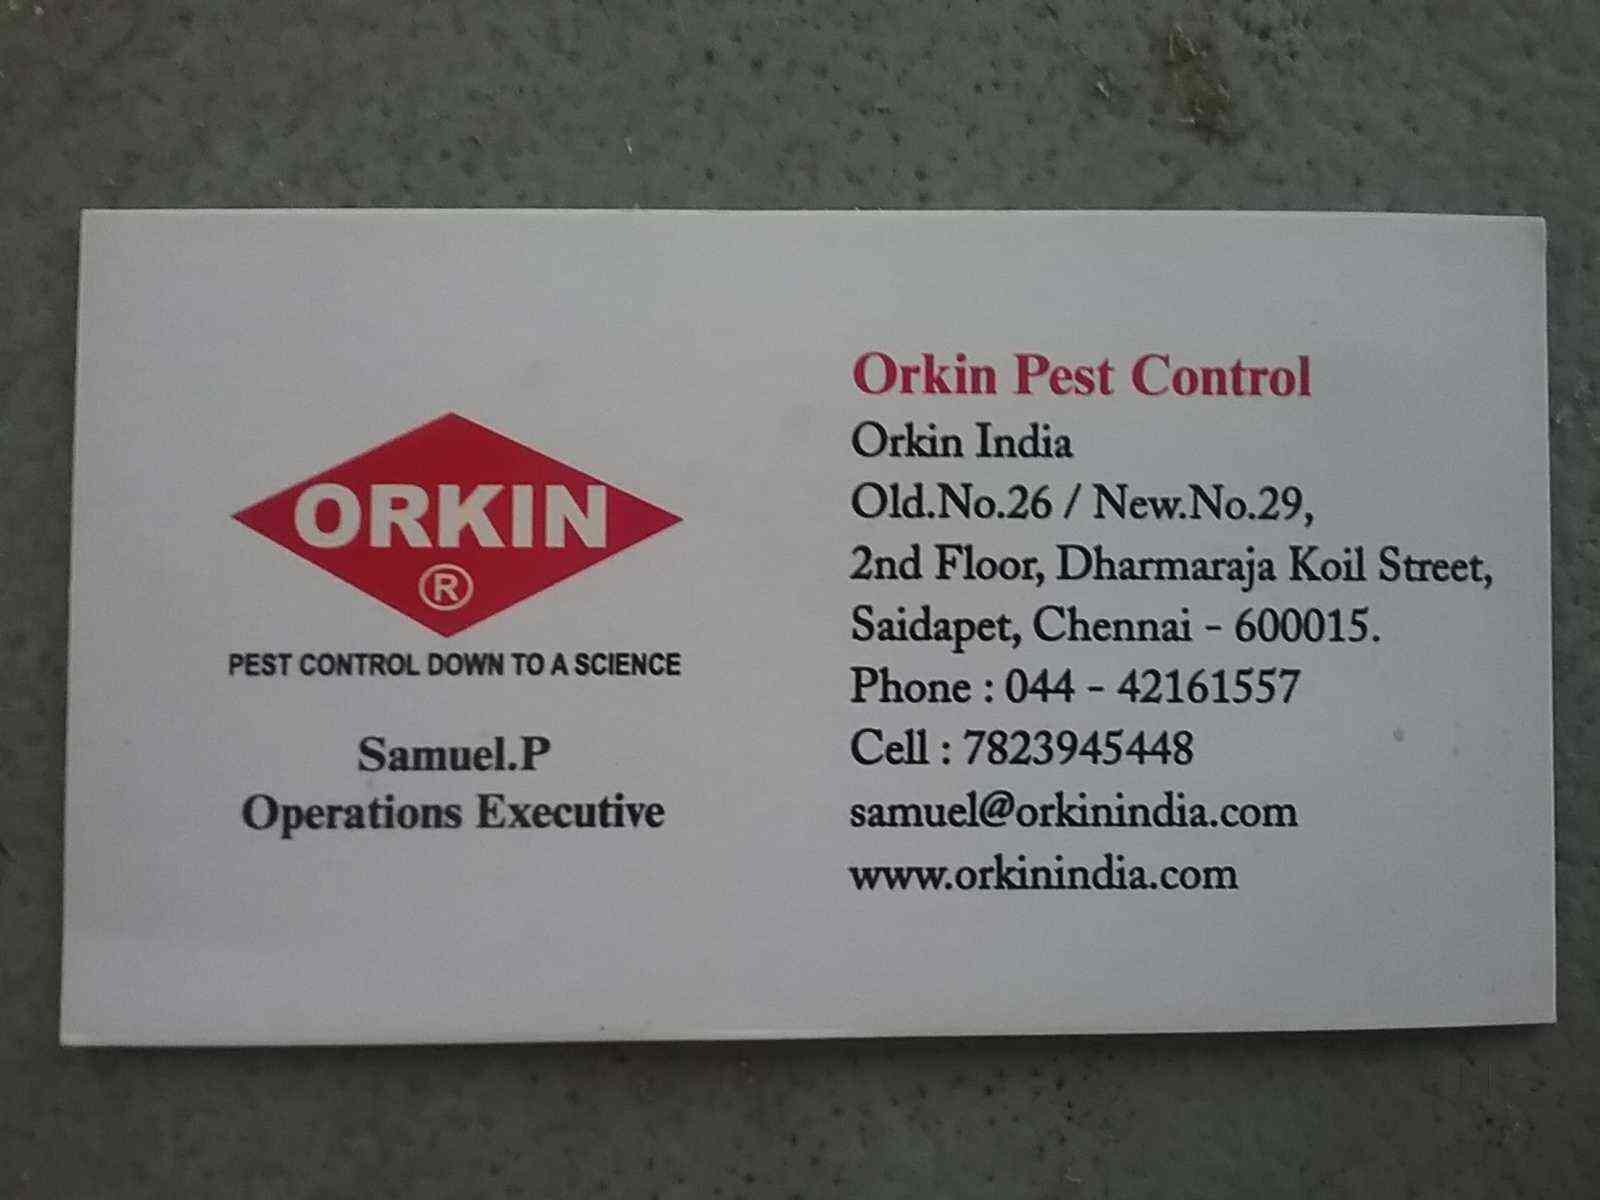 ORKIN
®
PEST CONTROL DOWN TO A SCIENCE
Samuel.P
Operations Executive
Orkin Pest Control
Orkin India
Old.No.26 / New.No.29,
2nd Floor, Dharmaraja Koil Street,
Saidapet, Chennai - 600015.
Phone : 044 - 42161557
Cell : 7823945448
samuel@orkinindia.com
www.orkinindia.com